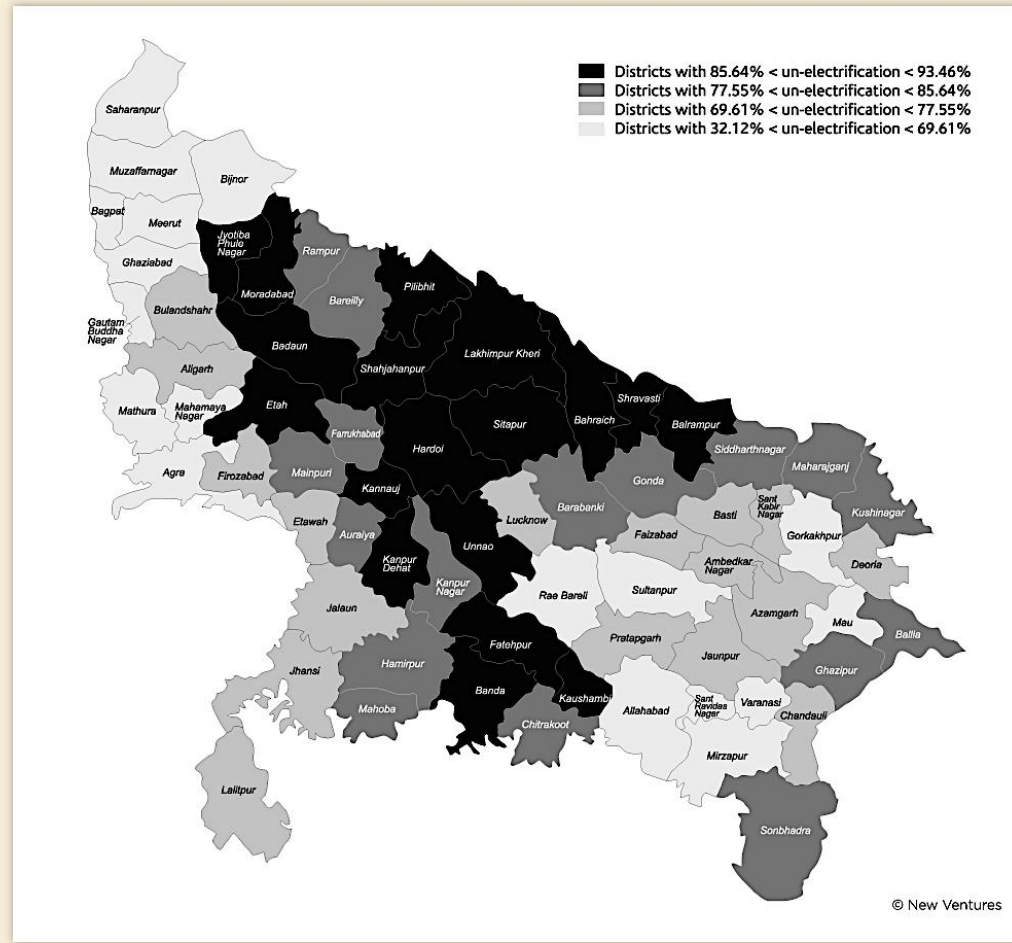 Districts with 85.64% < un-electrification < 93.46%
Districts with 77.55% < un-electrification < 85.64%
Districts with 69.61% < un-electrification < 77.55%
Districts with 32.12% < un-electrification < 69.61%
Saharanpur
Muzaffarnagar
Bijnor
Bagpat
Meerut
Jyotiba
Phule
Nagar
Ghaziabad
Rampur
Moradabad
Pilibhit
Bareilly
Bulandshahr
Gautam
Buddha
Nagar
Badaun
Lakhimpur Kheri
Aligarh
Shahjahanpur
Mathura
Mahamaya
Nagar
Etah
Shravasti
Bahraich
Balrampur
Sitapur
Farrukhabad
Hardoi
Siddharthnagar
Maharajganj
Agra
Firozabad
Mainpuri
Gonda
Kannauj
Barabanki
Sant
Kabir
Nagar
Kushinagar
Etawah
Lucknow
Basti
Auraiya
Faizabad
Gorkakhpur
Unnao
Kanpur
Dehat
Ambedkar
Nagar
Deoria
Kanpur
Nagar
Rae Bareli
Sultanpur
Jalaun
Azamgarh
Mau
Ballia
Fatehpur
Pratapgarh
Jaunpur
Hamirpur
Ghazipur
Jhansi
Banda
Kaushambi
Mahoba
Allahabad
Sant
Ravidas
Nagar
Varanasi
Chandauli
Chitrakoot
Mirzapur
Lalitpur
Sonbhadra
© New Ventures